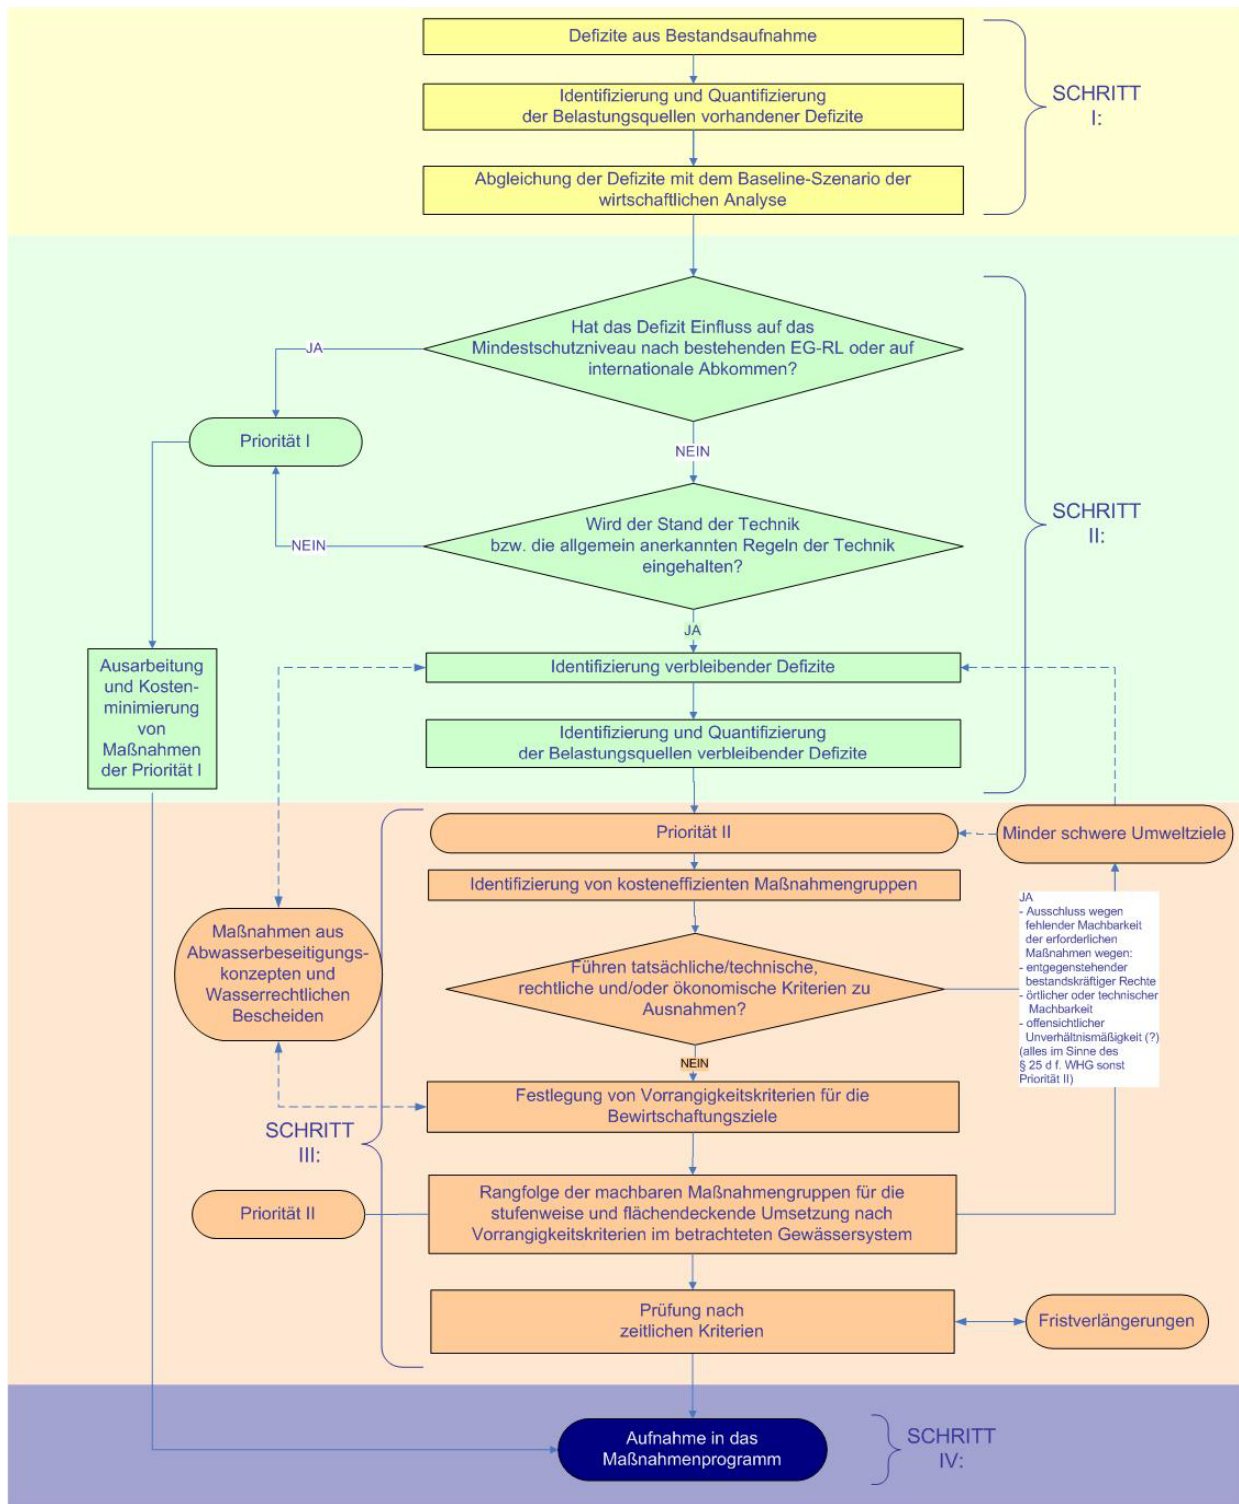 Defizite aus Bestandsaufnahme
Identifizierung und Quantifizierung
der Belastungsquellen vorhandener Defizite
Abgleichung der Defizite mit dem Baseline-Szenario der
wirtschaftlichen Analyse
SCHRITT
I:
Hat das Defizit Einfluss auf das
Mindestschutzniveau nach bestehenden EG-RL oder auf
internationale Abkommen?
JA
Priorität I
NEIN
Wird der Stand der Technik
bzw. die allgemein anerkannten Regeln der Technik
eingehalten?
NEIN
JA
SCHRITT
II:
Ausarbeitung
und Kosten-
minimierung
von
Maßnahmen
der Priorität I
Identifizierung verbleibender Defizite
Identifizierung und Quantifizierung
der Belastungsquellen verbleibender Defizite
Priorität II
Minder schwere Umweltziele
Identifizierung von kosteneffizienten Maßnahmengruppen
Maßnahmen aus
Abwasserbeseitigungs-
konzepten und
Wasserrechtlichen
Bescheiden
Führen tatsächliche/technische,
rechtliche und/oder ökonomische Kriterien zu
Ausnahmen?
JA
- Ausschluss wegen
fehlender Machbarkeit
der erforderlichen
Maßnahmen wegen:
- entgegenstehender
bestandskräftiger Rechte
- örtlicher oder technischer
Machbarkeit
- offensichtlicher
Unverhältnismäßigkeit (?)
(alles im Sinne des
§ 25 d f. WHG sonst
Priorität II)
NEIN
Festlegung von Vorrangigkeitskriterien für die
Bewirtschaftungsziele
SCHRITT
III:
Priorität II
Rangfolge der machbaren Maßnahmengruppen für die
stufenweise und flächendeckende Umsetzung nach
Vorrangigkeitskriterien im betrachteten Gewässersystem
Prüfung nach
zeitlichen Kriterien
Fristverlängerungen
Aufnahme in das
Maßnahmenprogramm
SCHRITT
IV: